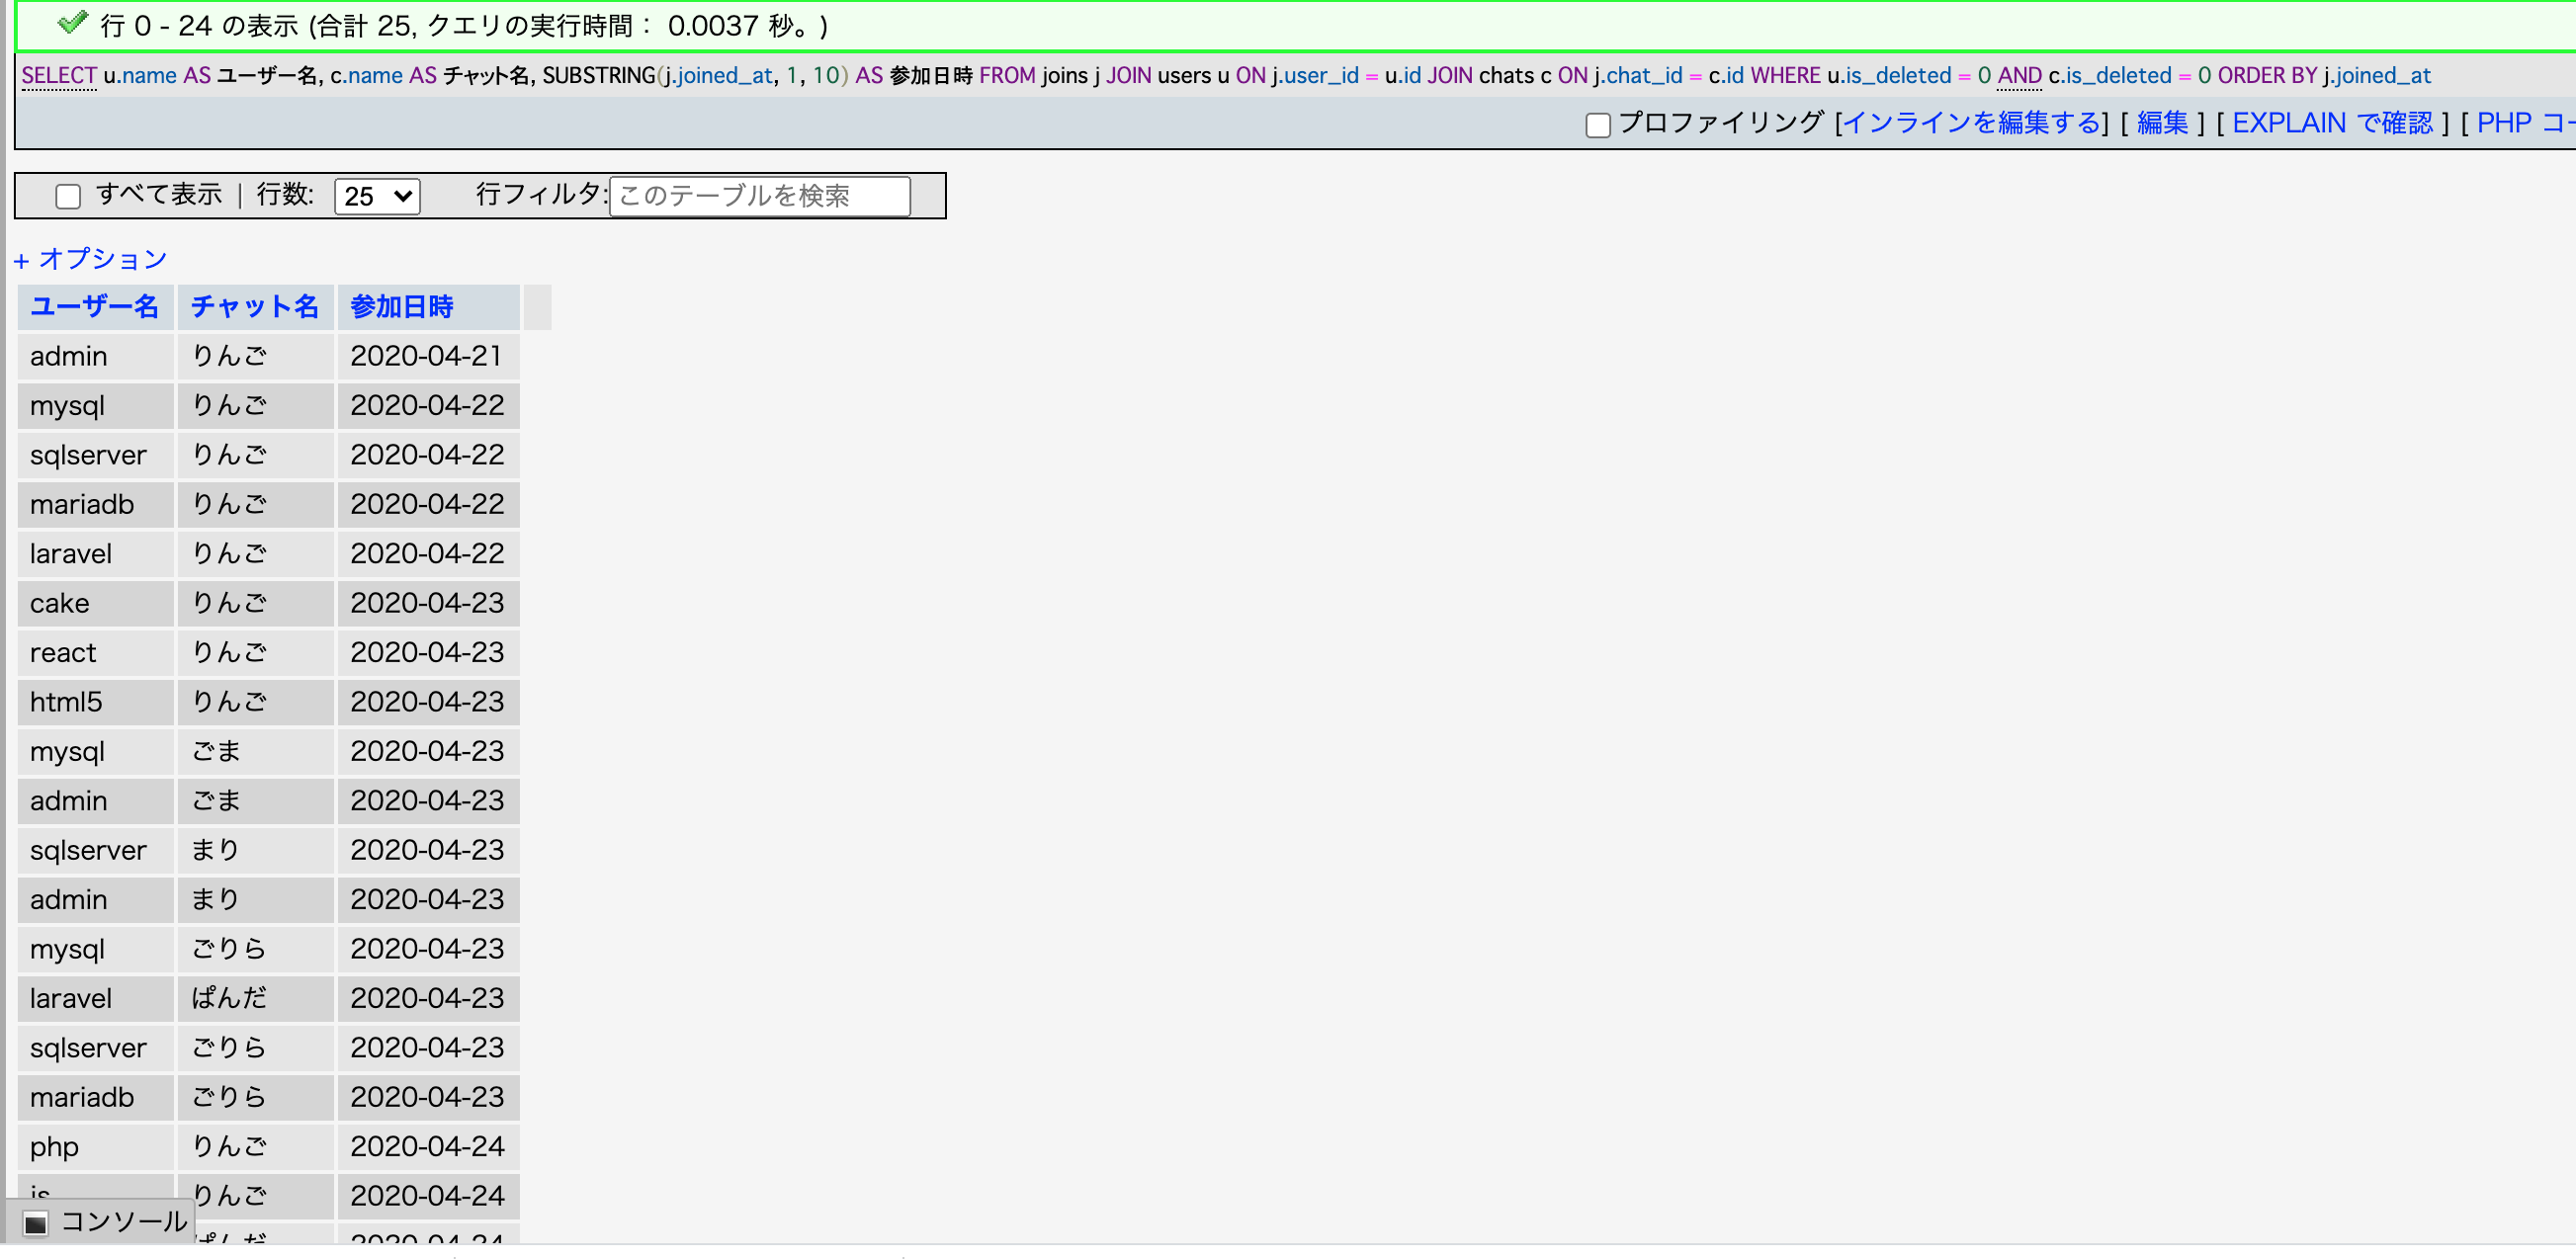 行 0 - 24 の表示 (合計 25, クエリの実行時間： 0.0037 秒。)
SELECT u.name AS ユーザー名, c.name AS チャット名, SUBSTRING(j.joined_at, 1, 10) AS 参加日時 FROM joins j JOIN users u ON j.user_id = u.id JOIN chats c ON j.chat_id = c.id WHERE u.is_deleted = 0 AND c.is_deleted = 0 ORDER BY j.joined_at
プロファイリング [インラインを編集する] [ 編集 ] [ EXPLAIN で確認 ] [ PHP コ
すべて表示 | 行数: 25 行フィルタ: このテーブルを検索
+ オプション
ユーザー名 チャット名 参加日時
admin りんご 2020-04-21
mysql りんご 2020-04-22
sqlserver りんご 2020-04-22
mariadb りんご 2020-04-22
laravel りんご 2020-04-22
cake りんご 2020-04-23
react りんご 2020-04-23
html5 りんご 2020-04-23
mysql ごま 2020-04-23
admin ごま 2020-04-23
sqlserver まり 2020-04-23
admin まり 2020-04-23
mysql ごりら 2020-04-23
laravel ぱんだ 2020-04-23
sqlserver ごりら 2020-04-23
mariadb ごりら 2020-04-23
php りんご 2020-04-24
js りんご 2020-04-24
ぱんだ 2020-04-24
コンソール